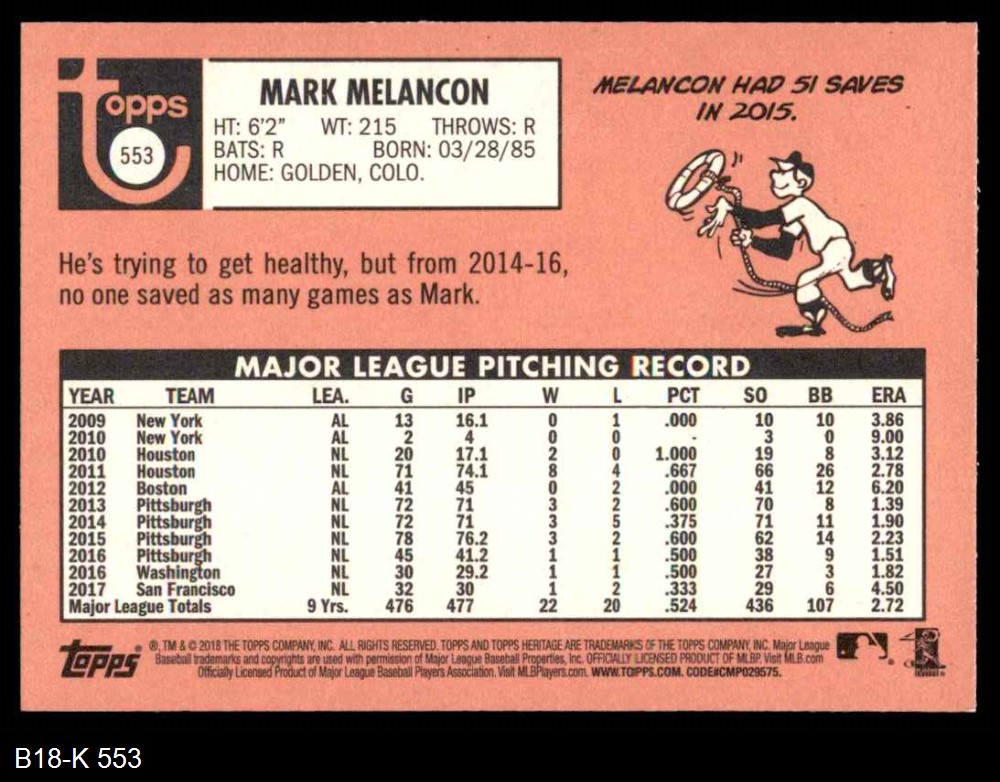 topps
553
MARK MELANCON
HT: 6'2" WT: 215 THROWS: R
BATS: R BORN: 03/28/85
HOME: GOLDEN, COLO.
MELANCON HAD 51 SAVES
IN 2015.
He's trying to get healthy, but from 2014-16,
no one saved as many games as Mark.
MAJOR LEAGUE PITCHING RECORD
YEAR TEAM LEA. G IP W L PCT SO BB ERA
2009 New York AL 13 16.1 0 1 .000 10 10 3.86
2010 New York AL 2 4 0 0 - 3 0 9.00
2010 Houston NL 20 17.1 2 0 1.000 19 8 3.12
2011 Houston NL 71 74.1 8 4 .667 66 26 2.78
2012 Boston AL 41 45 0 2 .000 41 12 6.20
2013 Pittsburgh NL 72 71 3 2 .600 70 8 1.39
2014 Pittsburgh NL 72 71 3 5 .375 71 11 1.90
2015 Pittsburgh NL 78 76.2 3 2 .600 62 14 2.23
2016 Pittsburgh NL 45 41.2 1 1 .500 38 9 1.51
2016 Washington NL 30 29.2 1 1 .500 27 3 1.82
2017 San Francisco NL 32 30 1 2 .333 29 6 4.50
Major League Totals 9 Yrs. 476 477 22 20 .524 436 107 2.72
topps
®, TM & © 2018 THE TOPPS COMPANY, INC. ALL RIGHTS RESERVED. TOPPS AND TOPPS HERITAGE ARE TRADEMARKS OF THE TOPPS COMPANY, INC. Major League
Baseball trademarks and copyrights are used with permission of Major League Baseball Properties, Inc. OFFICIALLY LICENSED PRODUCT OF MLBP. Visit MLB.com
Officially Licensed Product of Major League Baseball Players Association. Visit MLBPlayers.com. WWW.TOPPS.COM. CODE#CMP029575.
B18-K 553